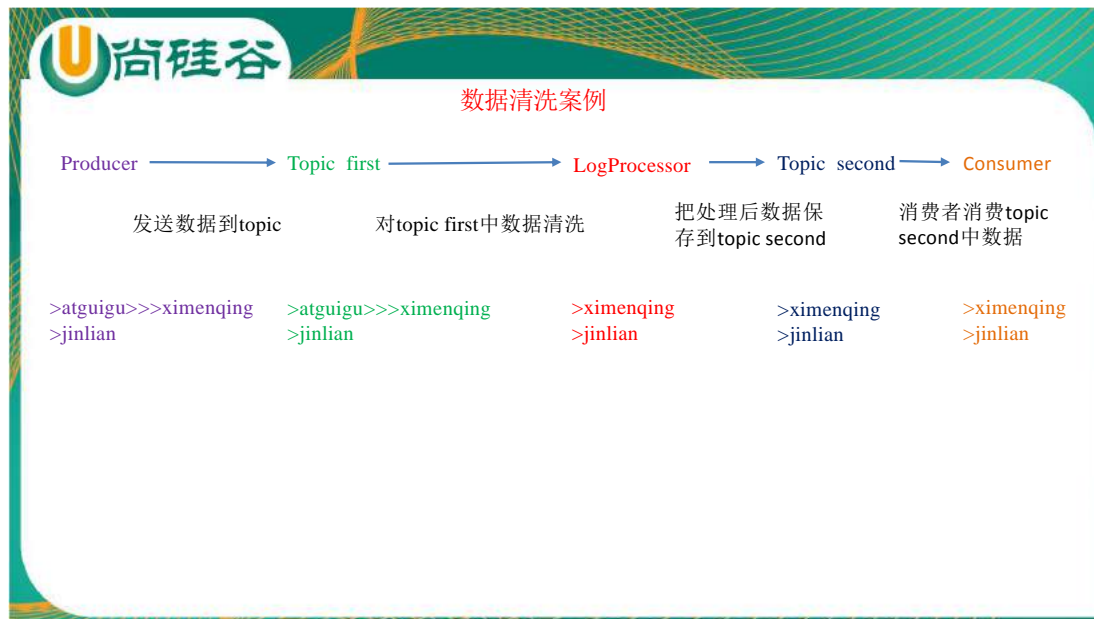 尚硅谷
数据清洗案例
Producer
Topic first
LogProcessor
Topic second
Consumer
发送数据到topic
对topic first中数据清洗
把处理后数据保
存到topic second
消费者消费topic
second中数据
>atguigu>>>ximenqing
>jinlian
>atguigu>>>ximenqing
>jinlian
>ximenqing
>jinlian
>ximenqing
>jinlian
>ximenqing
>jinlian